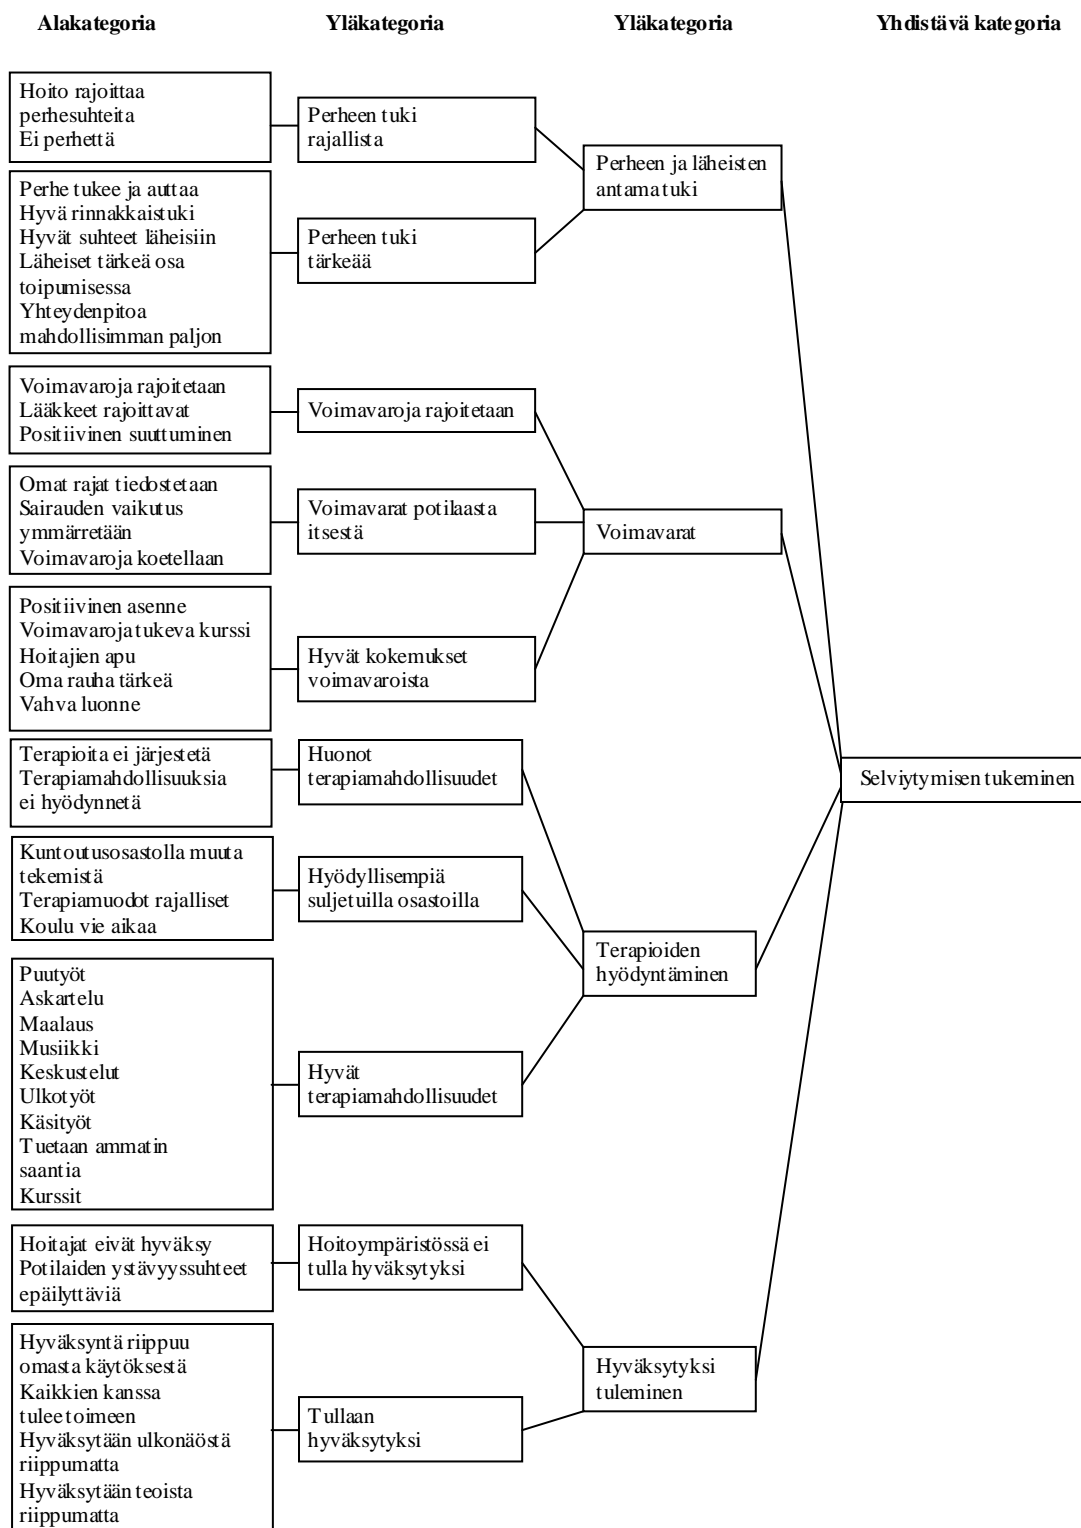 Alakategoria
Yläkategoria
Yläkategoria
Yhdistävä kategoria
Hoito rajoittaa
perhesuhteita
Ei perhettä
Perheen tuki
rajallista
Perheen ja läheisten
antama tuki
Perhe tukee ja auttaa
Hyvä rinnakkaistuki
Hyvät suhteet läheisiin
Läheiset tärkeä osa
toipumisessa
Yhteydenpitoa
mahdollisimman paljon
Perheen tuki
tärkeää
Voimavaroja rajoitetaan
Lääkkeet rajoittavat
Positiivinen suuttuminen
Voimavaroja rajoitetaan
Omat rajat tiedostetaan
Sairauden vaikutus
ymmärretään
Voimavaroja koetellaan
Voimavarat potilaasta
itsestä
Voimavarat
Positiivinen asenne
Voimavaroja tukeva kurssi
Hoitajien apu
Oma rauha tärkeä
Vahva luonne
Hyvät kokemukset
voimavaroista
Terapioita ei järjestetä
Terapiamahdollisuuksia
ei hyödynnetä
Huonot
terapiamahdollisuudet
Selviytymisen tukeminen
Kuntoutusosastolla muuta
tekemistä
Terapiamuodot rajalliset
Koulu vie aikaa
Hyödyllisempiä
suljetuilla osastoilla
Terapioiden
hyödyntäminen
Puutyöt
Askartelu
Maalaus
Musiikki
Keskustelut
Ulkotyöt
Käsityöt
Tuetaan ammatin
saantia
Kurssit
Hyvät
terapiamahdollisuudet
Hoitajat eivät hyväksy
Potilaiden ystävyyssuhteet
epäilyttäviä
Hoitoympäristössä ei
tulla hyväksytyksi
Hyväksytyksi
tuleminen
Hyväksyntä riippuu
omasta käytöksestä
Kaikkien kanssa
tulee toimeen
Hyväksytään ulkonäöstä
riippumatta
Hyväksytään teoista
riippumatta
Tullaan
hyväksytyksi